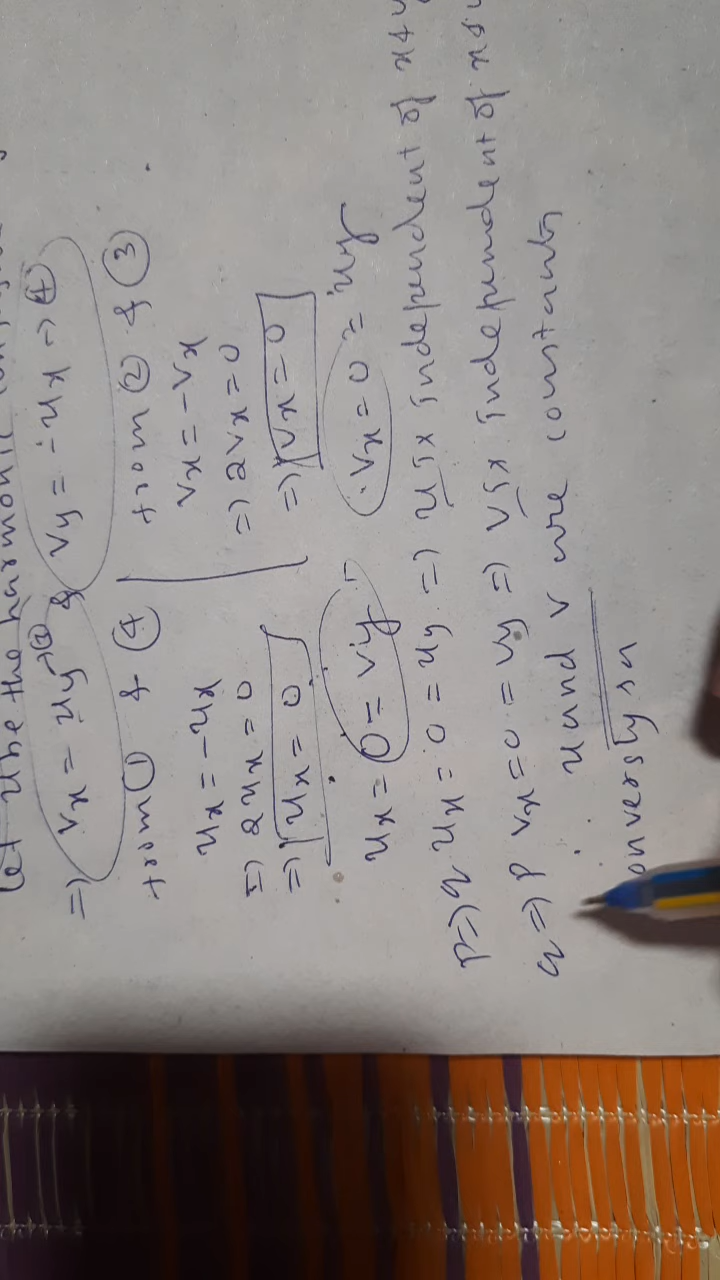 let u be the harmonic
=> vx = uy → ② & vy = -ux → ④
from ① & ④
ux = -ux
=> 2ux = 0
=> ux = 0
from ② & ③
vx = -vx
=> 2vx = 0
=> vx = 0
ux = 0 = vy
vx = 0 = uy
p=>q ux = 0 = uy => u is independent of x & y
q=>p vx = 0 = vy => v is independent of x &
∴ u and v are constants
onversly su